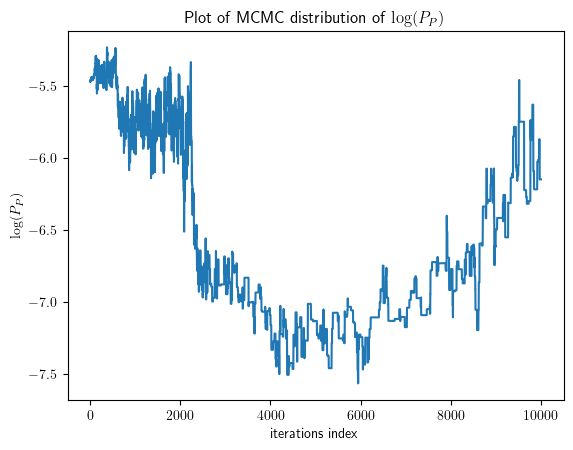 Plot of MCMC distribution of log(P_P)
log(P_P)
−5.5
−6.0
−6.5
−7.0
−7.5
0 2000 4000 6000 8000 10000
iterations index